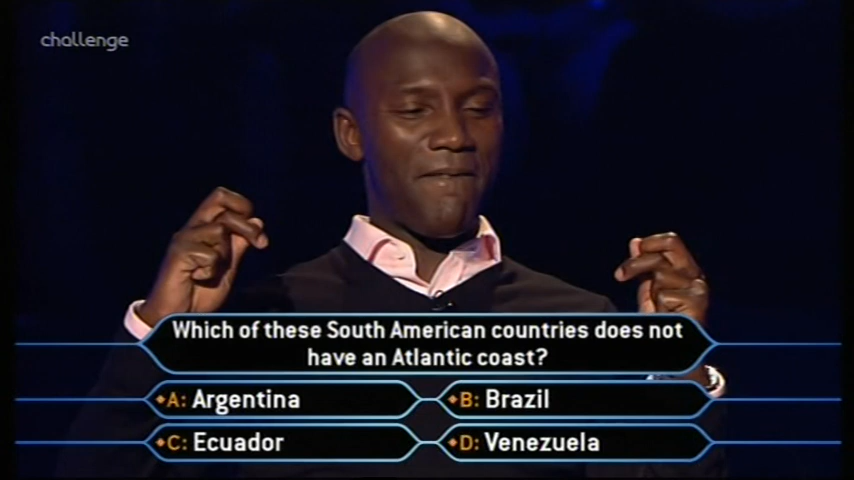 challenge
Which of these South American countries does not
have an Atlantic coast?
A: Argentina
B: Brazil
C: Ecuador
D: Venezuela